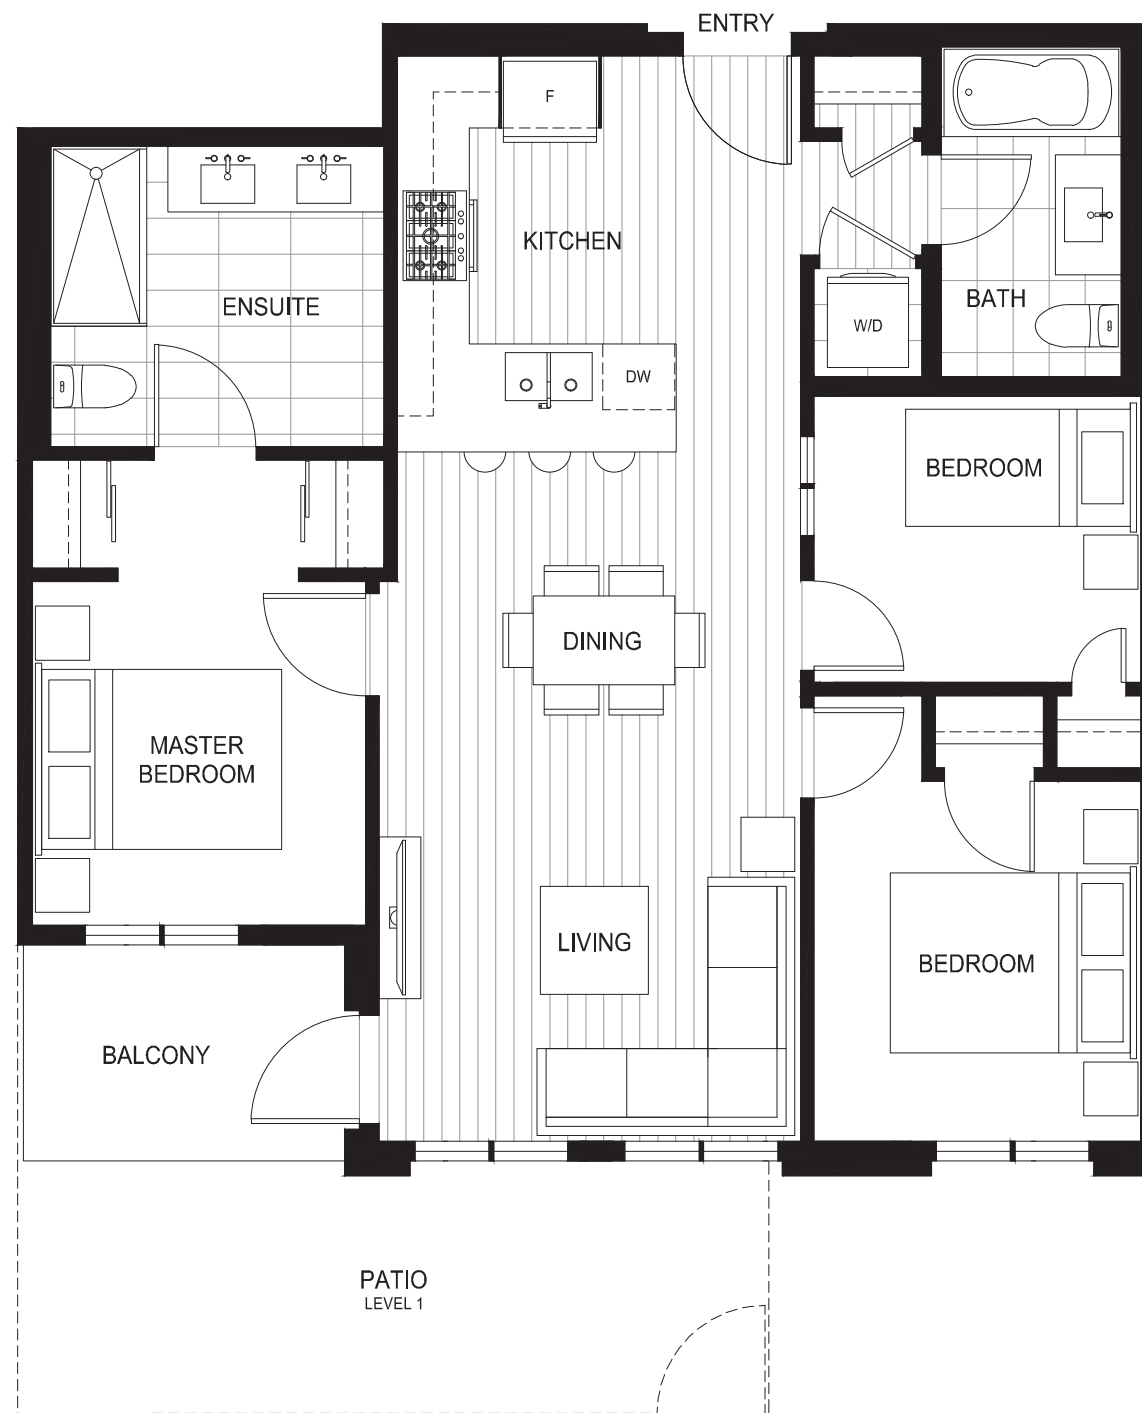 ENTRY
F
KITCHEN
ENSUITE
BATH
W/D
DW
BEDROOM
DINING
MASTER
BEDROOM
LIVING
BEDROOM
BALCONY
PATIO
LEVEL 1